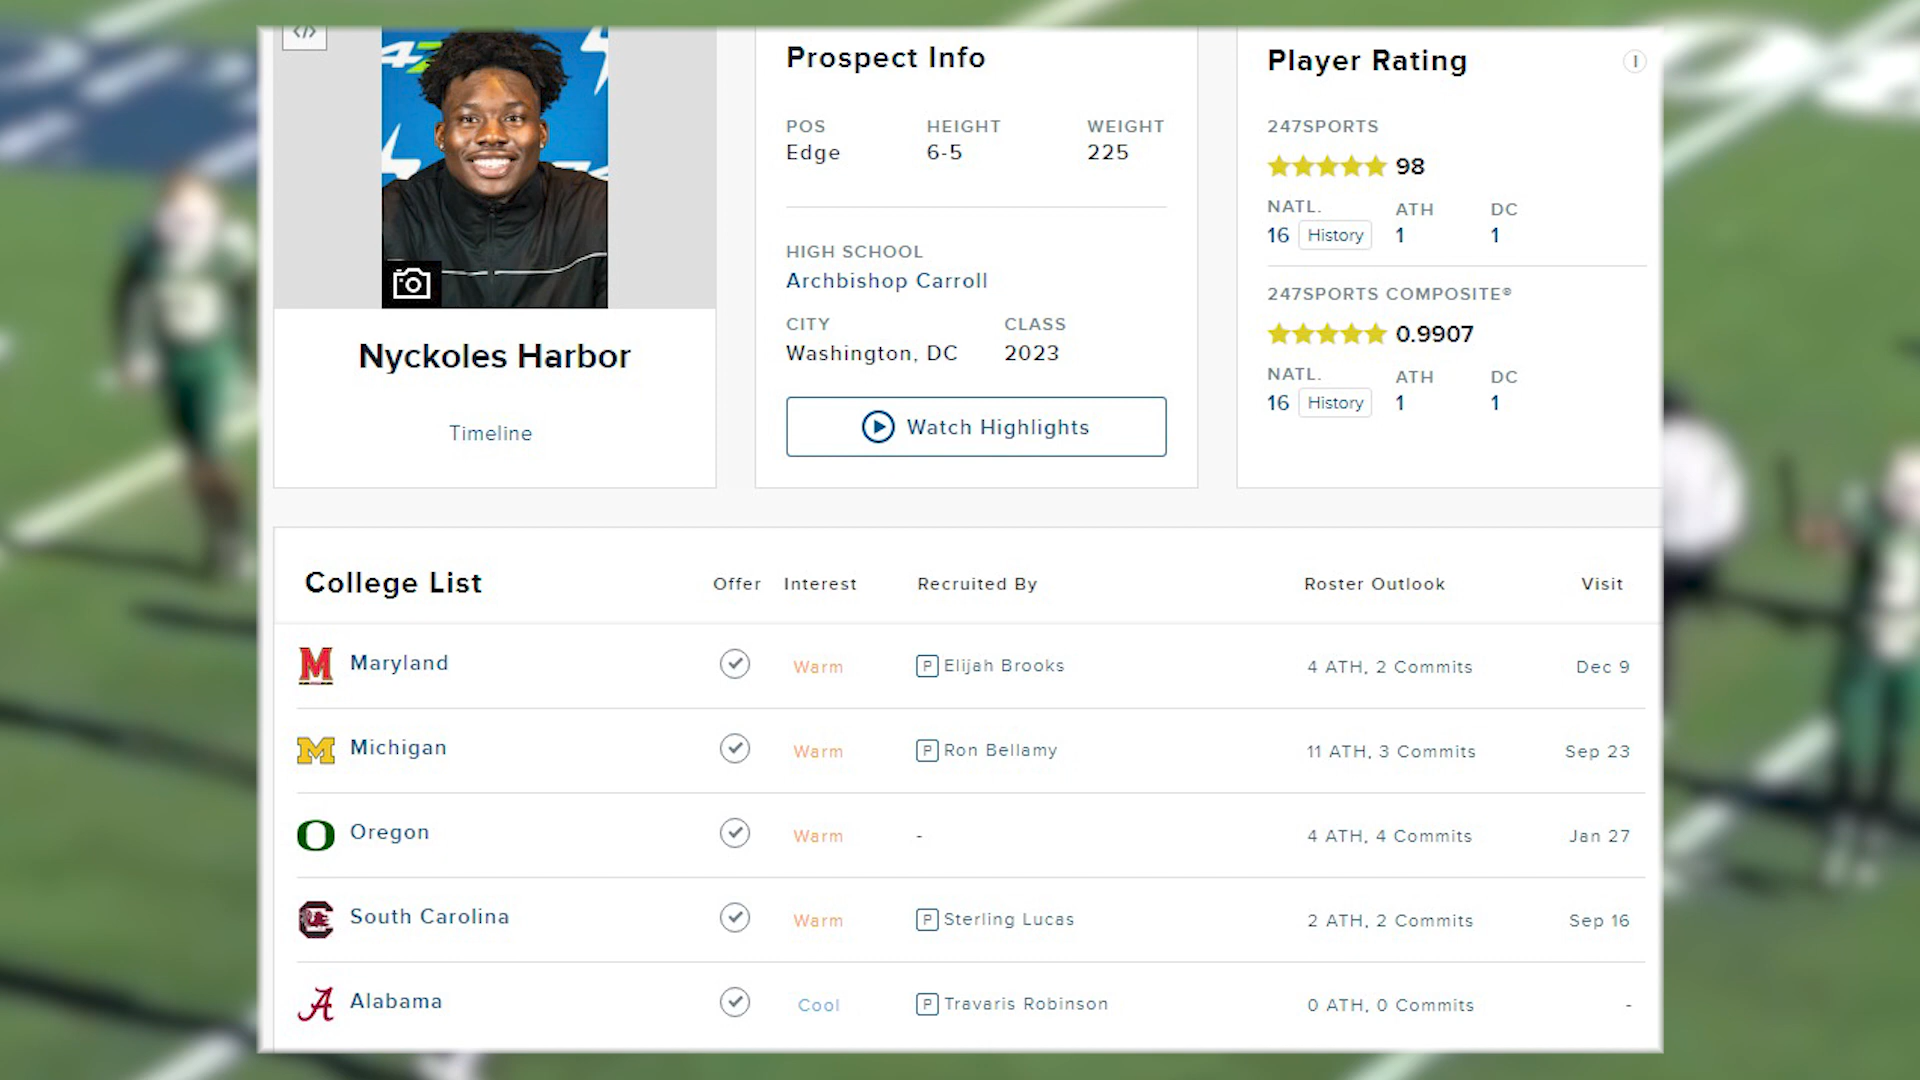 </>
47
Nyckoles Harbor
Timeline
Prospect Info
POS HEIGHT WEIGHT
Edge 6-5 225
HIGH SCHOOL
Archbishop Carroll
CITY CLASS
Washington, DC 2023
Watch Highlights
Player Rating
247SPORTS
98
NATL. ATH DC
16 History 1 1
247SPORTS COMPOSITE®
0.9907
NATL. ATH DC
16 History 1 1
College List Offer Interest Recruited By Roster Outlook Visit
M Maryland Warm P Elijah Brooks 4 ATH, 2 Commits Dec 9
M Michigan Warm P Ron Bellamy 11 ATH, 3 Commits Sep 23
O Oregon Warm - 4 ATH, 4 Commits Jan 27
C South Carolina Warm P Sterling Lucas 2 ATH, 2 Commits Sep 16
A Alabama Cool P Travaris Robinson 0 ATH, 0 Commits -